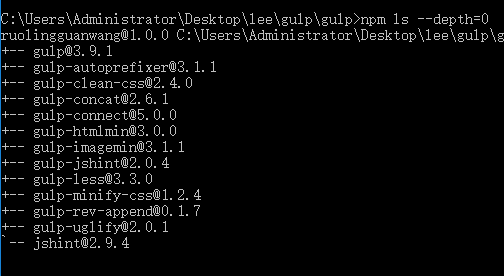 C:\Users\Administrator\Desktop\lee\gulp\gulp>npm ls --depth=0
ruolingguanwang@1.0.0 C:\Users\Administrator\Desktop\lee\gulp\g
+-- gulp@3.9.1
+-- gulp-autoprefixer@3.1.1
+-- gulp-clean-css@2.4.0
+-- gulp-concat@2.6.1
+-- gulp-connect@5.0.0
+-- gulp-htmlmin@3.0.0
+-- gulp-imagemin@3.1.1
+-- gulp-jshint@2.0.4
+-- gulp-less@3.3.0
+-- gulp-minify-css@1.2.4
+-- gulp-rev-append@0.1.7
+-- gulp-uglify@2.0.1
`-- jshint@2.9.4